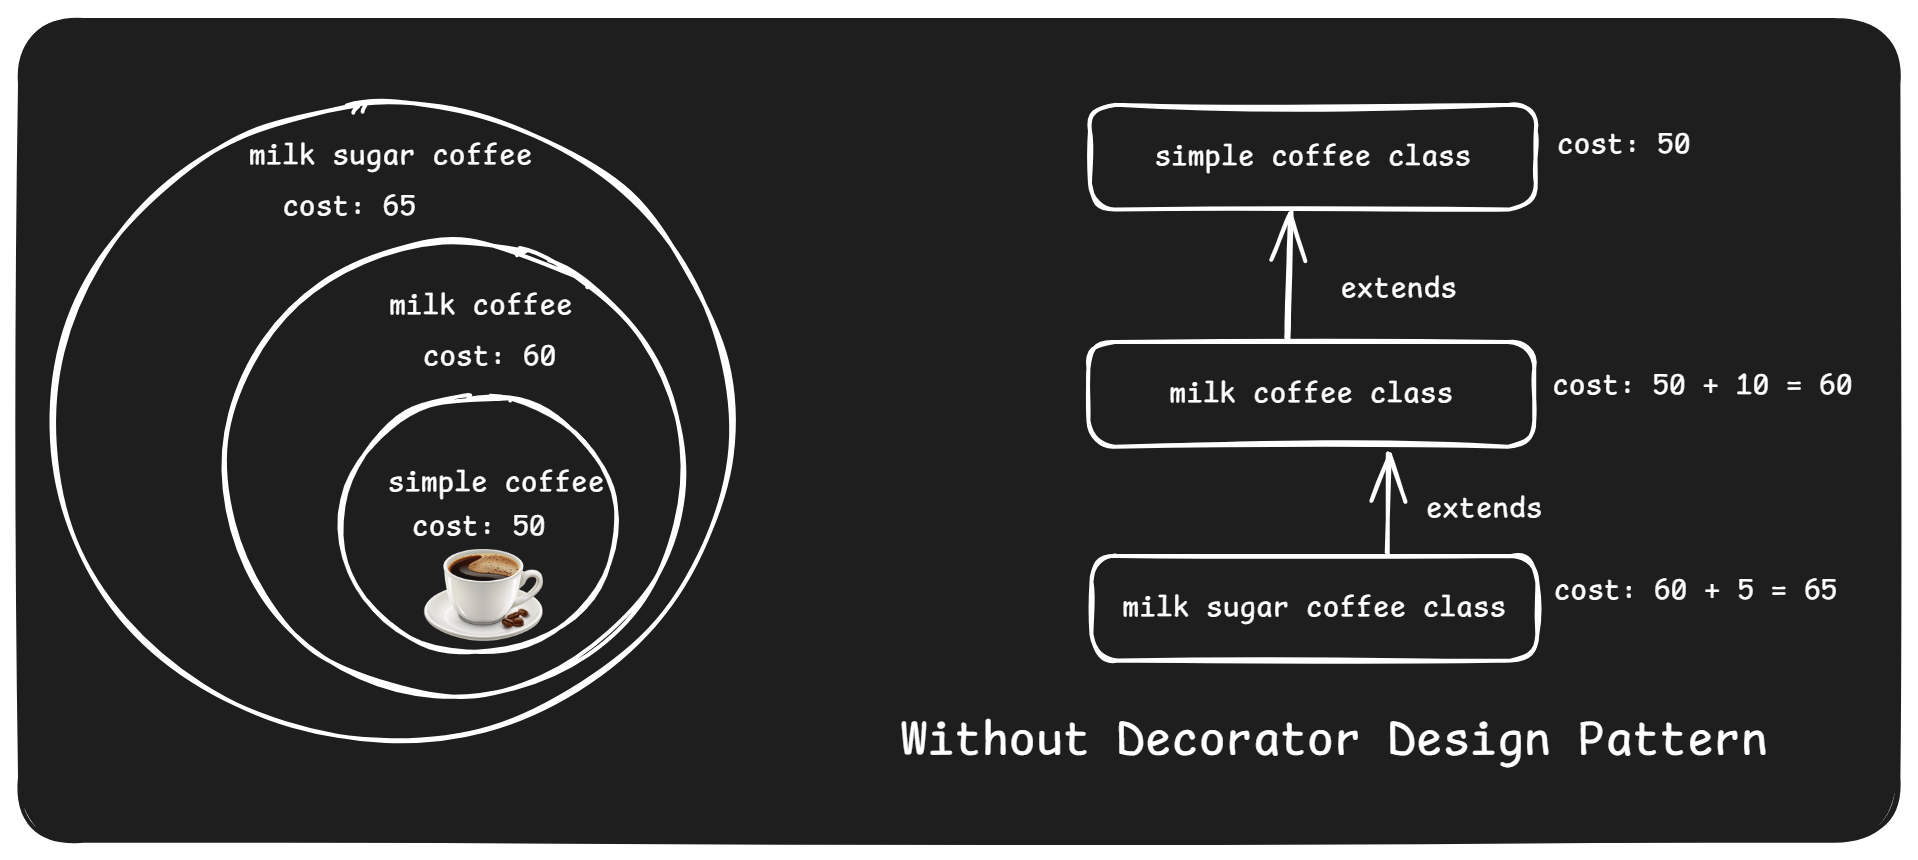 milk sugar coffee
cost: 65
milk coffee
cost: 60
simple coffee
cost: 50
simple coffee class
cost: 50
extends
milk coffee class
cost: 50 + 10 = 60
extends
milk sugar coffee class
cost: 60 + 5 = 65
Without Decorator Design Pattern